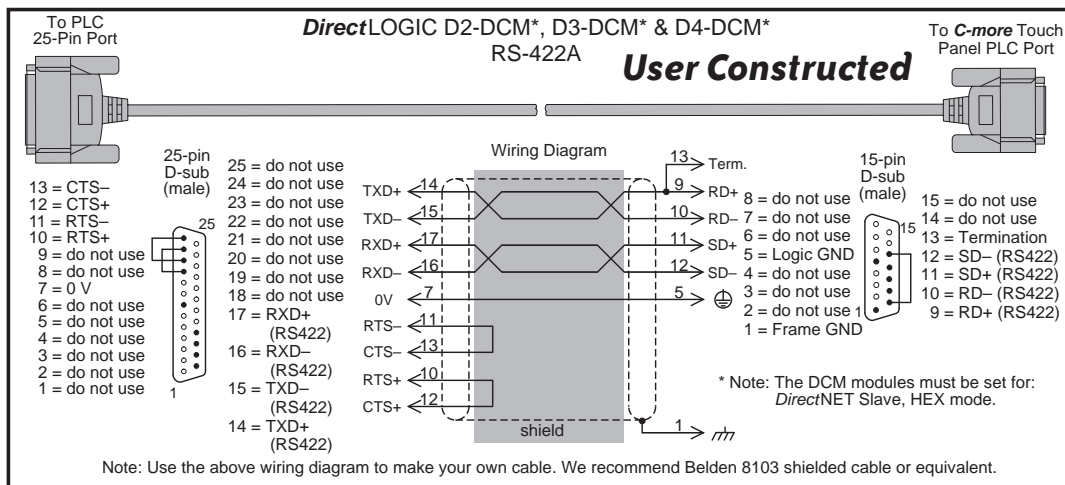 To PLC
25-Pin Port
DirectLOGIC D2-DCM*, D3-DCM* & D4-DCM*
RS-422A
User Constructed
To C-more Touch
Panel PLC Port
25-pin
D-sub
(male)
13 = CTS–
12 = CTS+
11 = RTS–
10 = RTS+
9 = do not use
8 = do not use
7 = 0 V
6 = do not use
5 = do not use
4 = do not use
3 = do not use
2 = do not use
1 = do not use
25
1
25 = do not use
24 = do not use
23 = do not use
22 = do not use
21 = do not use
20 = do not use
19 = do not use
18 = do not use
17 = RXD+
(RS422)
16 = RXD–
(RS422)
15 = TXD–
(RS422)
14 = TXD+
(RS422)
Wiring Diagram
13 Term.
TXD+ 14 9 RD+
TXD– 15 10 RD–
RXD+ 17 11 SD+
RXD– 16 12 SD–
0V 7 5
RTS– 11
CTS– 13
RTS+ 10
CTS+ 12
shield
1
8 = do not use
7 = do not use
6 = do not use
5 = Logic GND
4 = do not use
3 = do not use
2 = do not use
1 = Frame GND
15-pin
D-sub
(male)
15
1
15 = do not use
14 = do not use
13 = Termination
12 = SD– (RS422)
11 = SD+ (RS422)
10 = RD– (RS422)
9 = RD+ (RS422)
* Note: The DCM modules must be set for:
DirectNET Slave, HEX mode.
Note: Use the above wiring diagram to make your own cable. We recommend Belden 8103 shielded cable or equivalent.